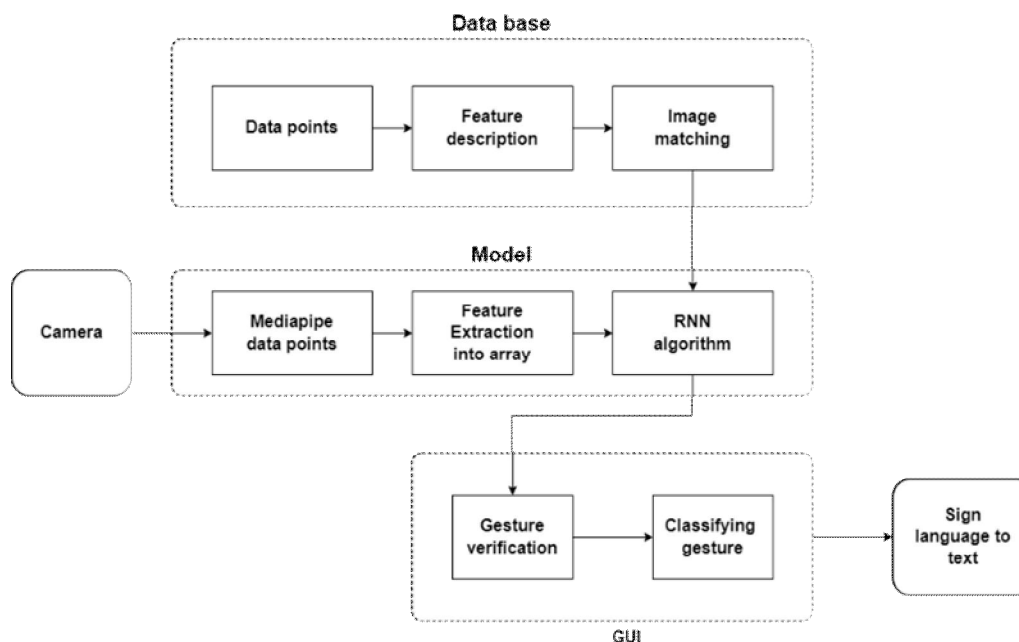 Data base
Data points
Feature
description
Image
matching
Model
Camera
Mediapipe
data points
Feature
Extraction
into array
RNN
algorithm
Gesture
verification
Classifying
gesture
Sign
language to
text
GUI